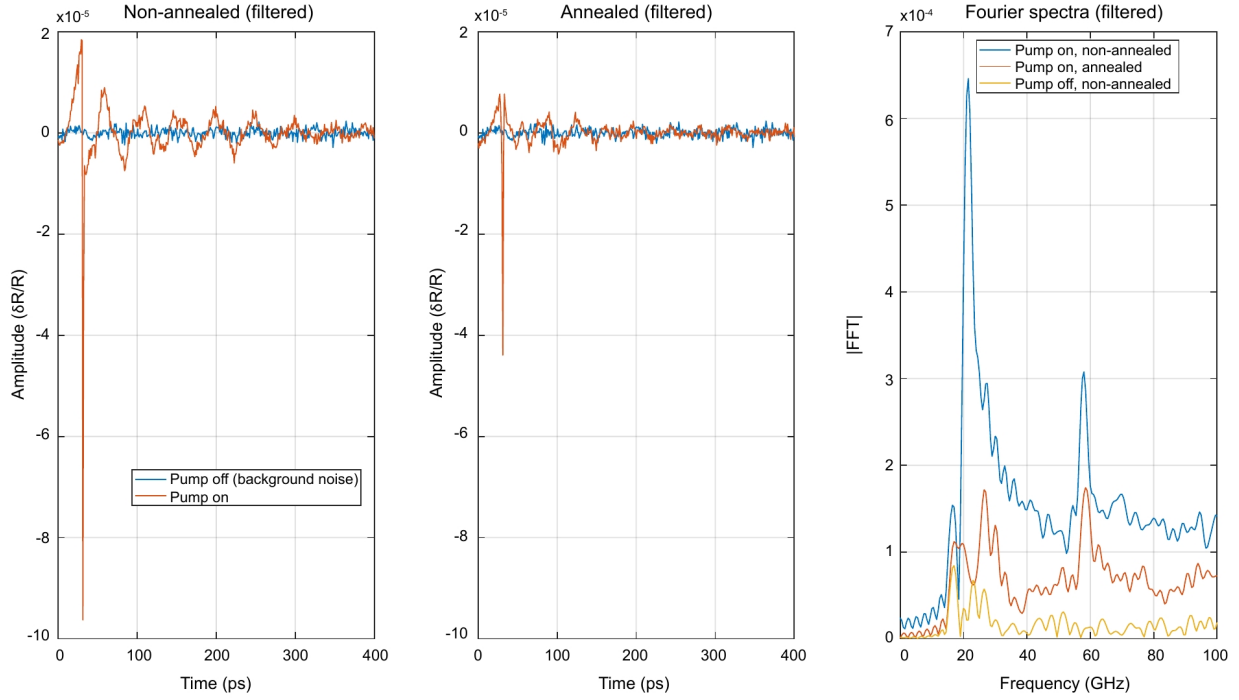 Non-annealed (filtered)
x10-5
2
0
-2
-4
-6
-8
-10
0 100 200 300 400
Time (ps)
Amplitude (δR/R)
Pump off (background noise)
Pump on
Annealed (filtered)
x10-5
2
0
-2
-4
-6
-8
-10
0 100 200 300 400
Time (ps)
Amplitude (δR/R)
Fourier spectra (filtered)
x10-4
7
6
5
4
3
2
1
0
0 20 40 60 80 100
Frequency (GHz)
|FFT|
Pump on, non-annealed
Pump on, annealed
Pump off, non-annealed